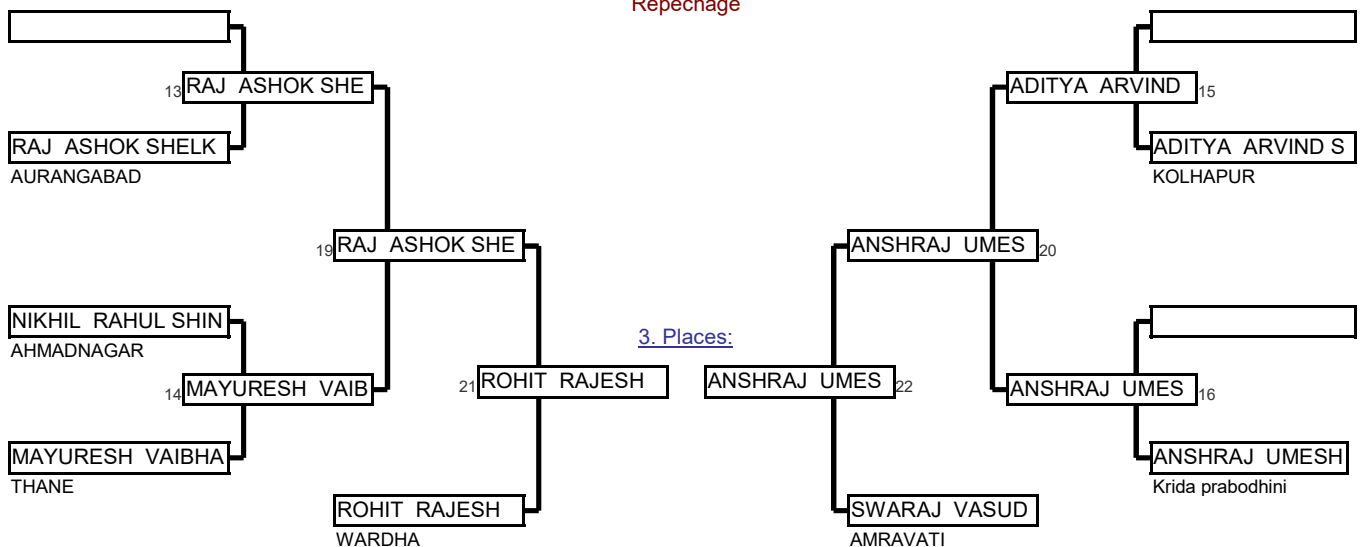 Repechage
13 RAJ ASHOK SHE
ADITYA ARVIND 15
RAJ ASHOK SHELK
ADITYA ARVIND S
AURANGABAD
KOLHAPUR
19 RAJ ASHOK SHE
ANSHRAJ UMES 20
NIKHIL RAHUL SHIN
AHMADNAGAR
3. Places:
14 MAYURESH VAIB
21 ROHIT RAJESH
ANSHRAJ UMES 22
ANSHRAJ UMES 16
MAYURESH VAIBHA
ANSHRAJ UMESH
THANE
Krida prabodhini
ROHIT RAJESH
SWARAJ VASUD
WARDHA
AMRAVATI